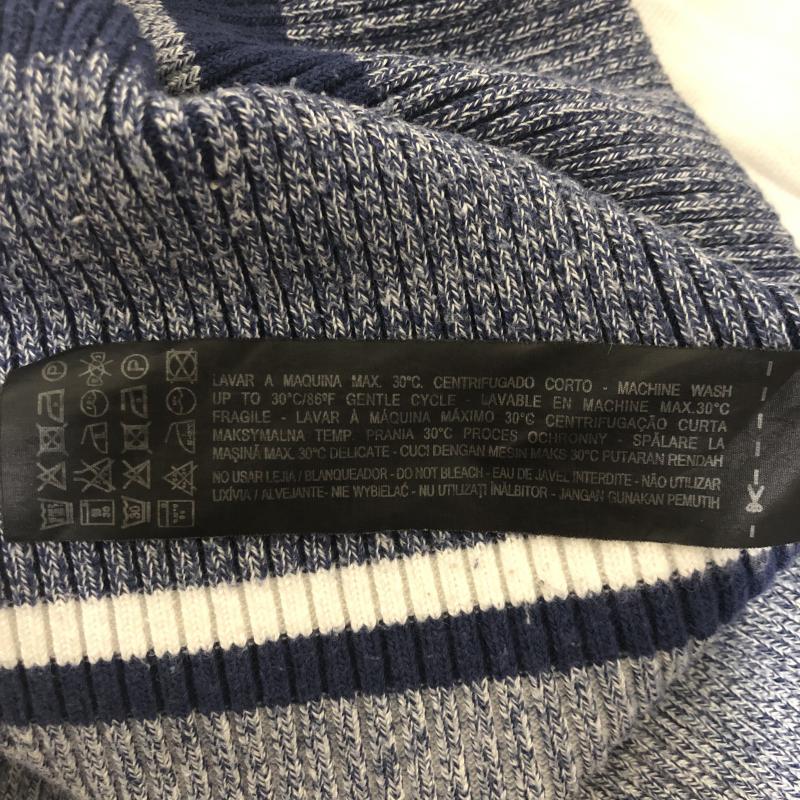 LAVAR A MAQUINA MAX. 30°C. CENTRIFUGADO CORTO - MACHINE WASH
UP TO 30°C/86°F GENTLE CYCLE - LAVABLE EN MACHINE MAX.30°C
FRAGILE - LAVAR À MÁQUINA MÁXIMO 30°C CENTRIFUGAÇÃO CURTA
MAKSYMALNA TEMP. PRANIA 30°C PROCES OCHRONNY - SPĂLARE LA
MAŞINĂ MAX. 30°C DELICATE - CUCI DENGAN MESIN MAKS 30°C PUTARAN RENDAH
NO USAR LEJIA / BLANQUEADOR - DO NOT BLEACH - EAU DE JAVEL INTERDITE - NÃO UTILIZAR
LIXÍVIA / ALVEJANTE - NIE WYBIELAĆ - NU UTILIZAŢI ÎNĂLBITOR - JANGAN GUNAKAN PEMUTIH